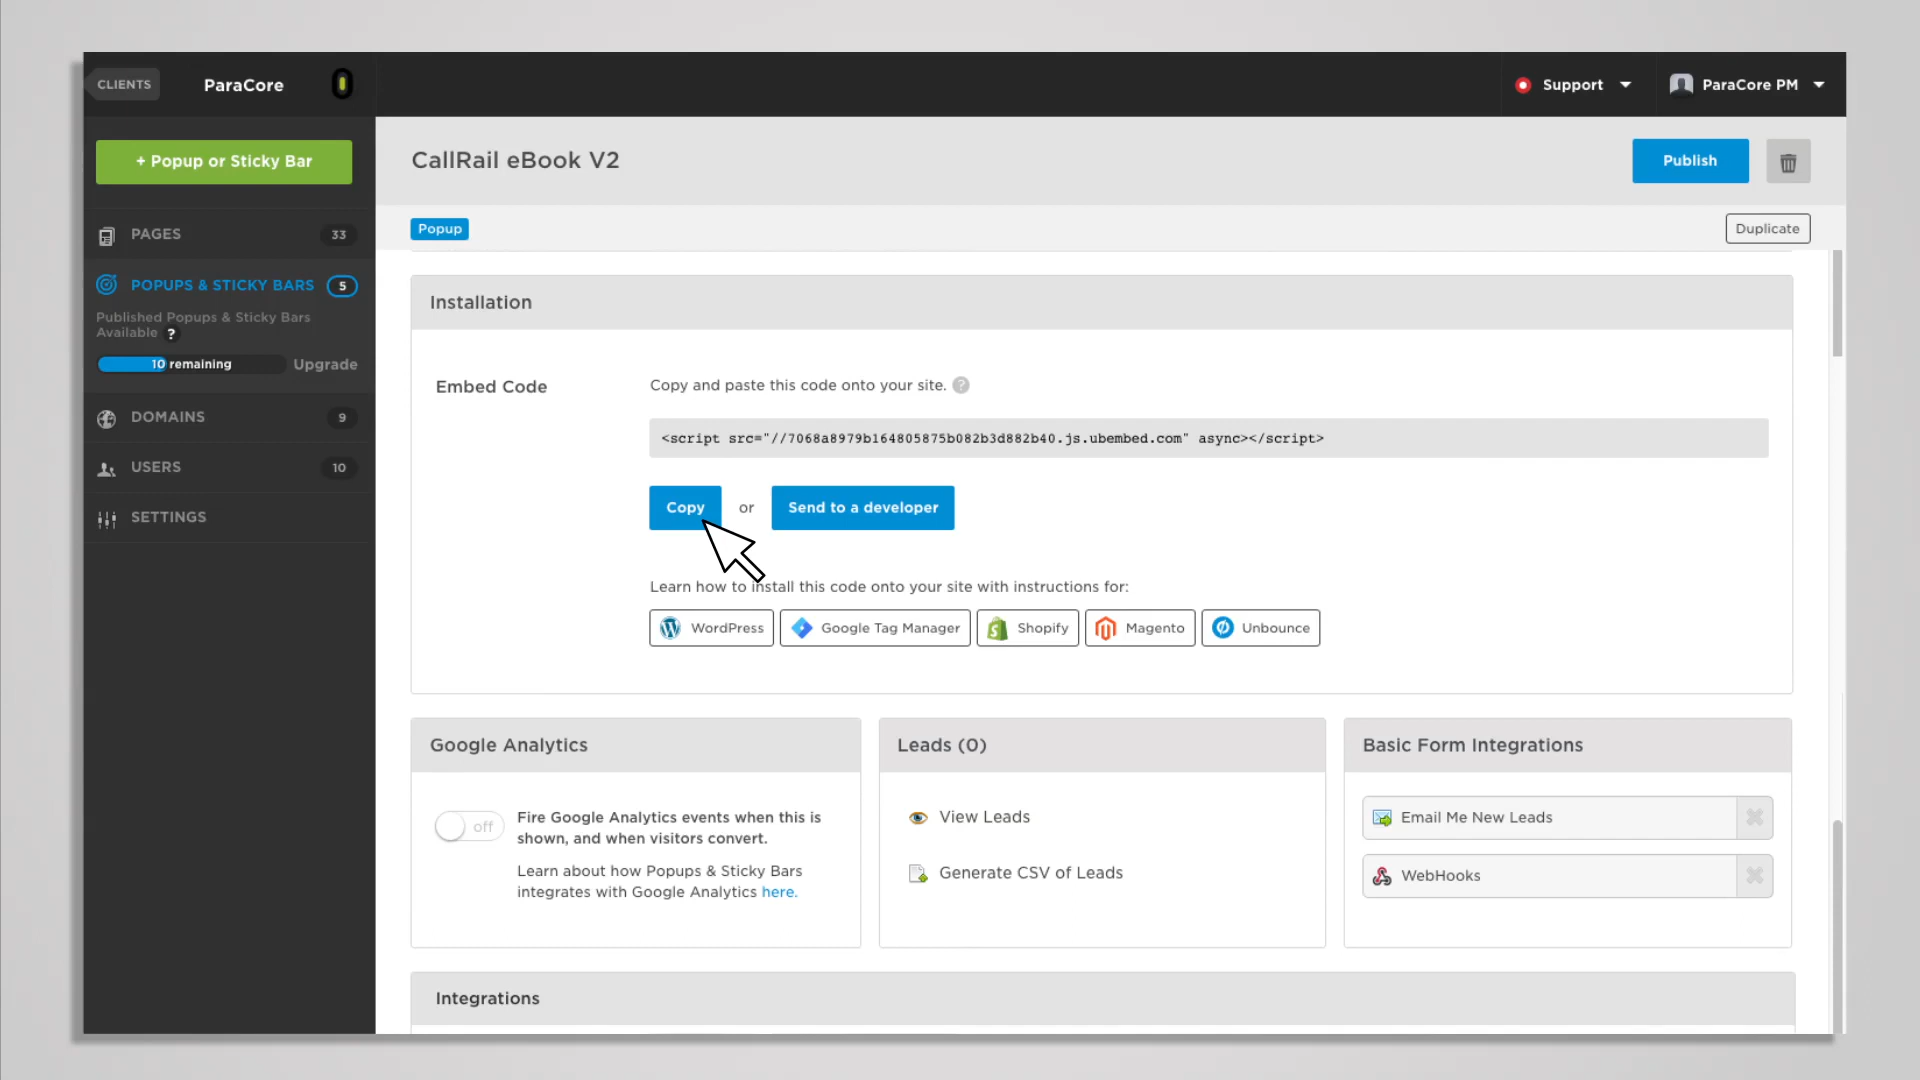 CLIENTS
ParaCore
Support
ParaCore PM
+ Popup or Sticky Bar
CallRail eBook V2
Publish
PAGES
33
Popup
Duplicate
POPUPS & STICKY BARS
5
Published Popups & Sticky Bars
Available ?
10 remaining
Upgrade
DOMAINS
9
USERS
10
SETTINGS
Installation
Embed Code
Copy and paste this code onto your site. ?
<script src="//7068a8979b164805875b082b3d882b40.js.ubembed.com" async></script>
Copy
or
Send to a developer
Learn how to install this code onto your site with instructions for:
WordPress
Google Tag Manager
Shopify
Magento
Unbounce
Google Analytics
off
Fire Google Analytics events when this is
shown, and when visitors convert.
Learn about how Popups & Sticky Bars
integrates with Google Analytics here.
Leads (0)
View Leads
Generate CSV of Leads
Basic Form Integrations
Email Me New Leads
WebHooks
Integrations